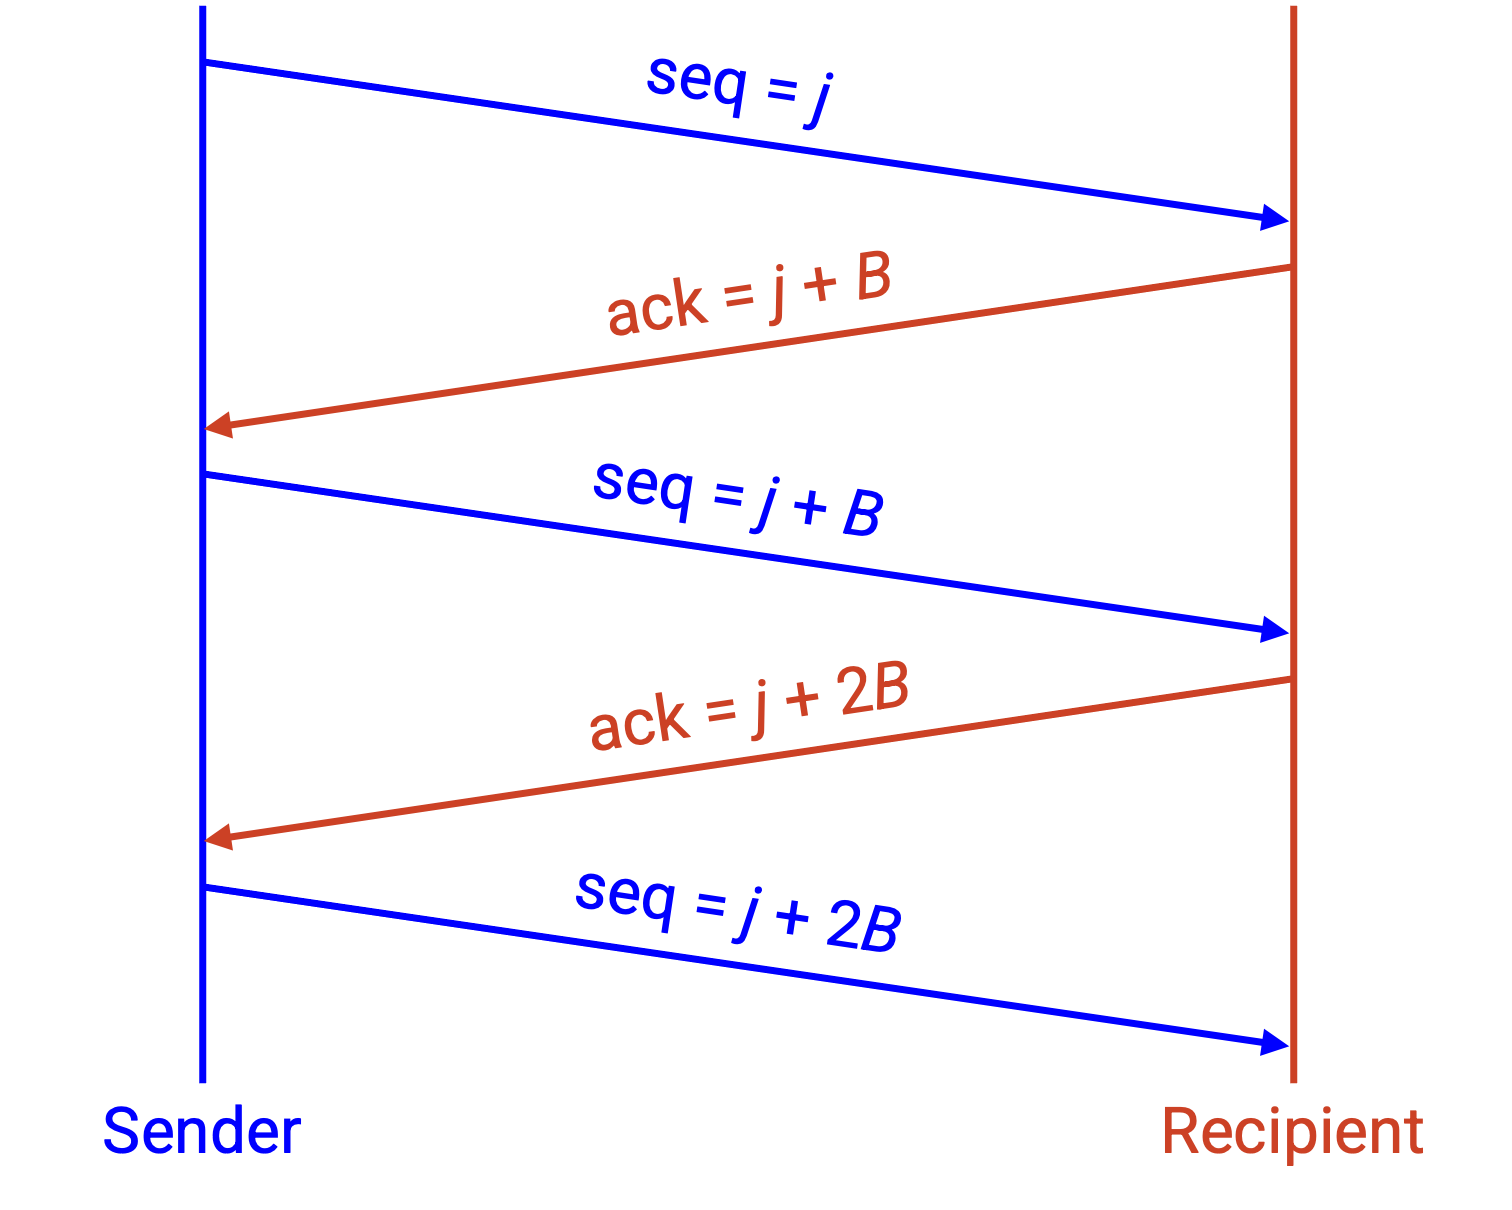 seq = j
ack = j + B
seq = j + B
ack = j + 2B
seq = j + 2B
Sender
Recipient